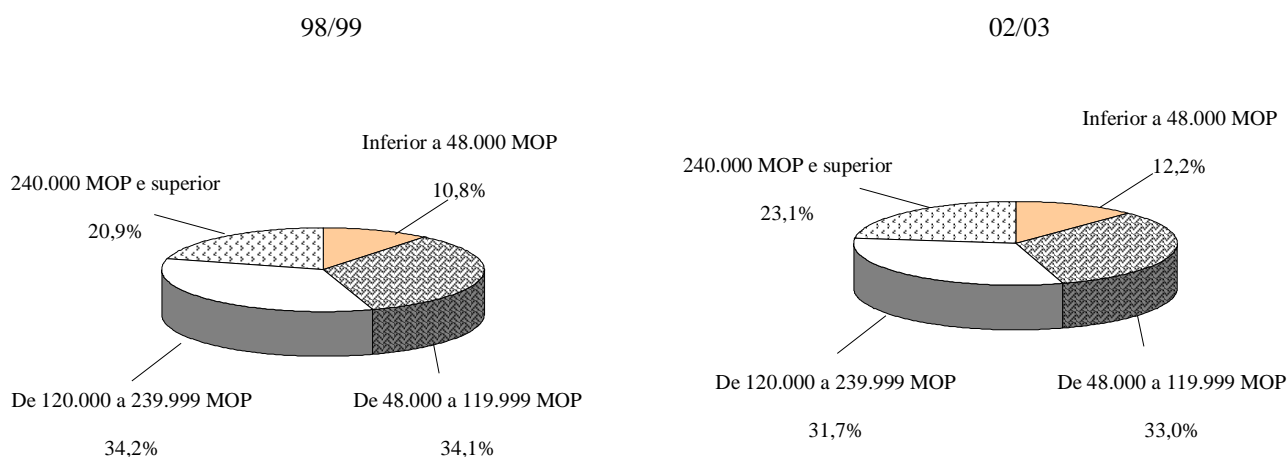 98/99
Inferior a 48.000 MOP
10,8%
240.000 MOP e superior
20,9%
De 120.000 a 239.999 MOP
34,2%
De 48.000 a 119.999 MOP
34,1%
02/03
Inferior a 48.000 MOP
12,2%
240.000 MOP e superior
23,1%
De 120.000 a 239.999 MOP
31,7%
De 48.000 a 119.999 MOP
33,0%